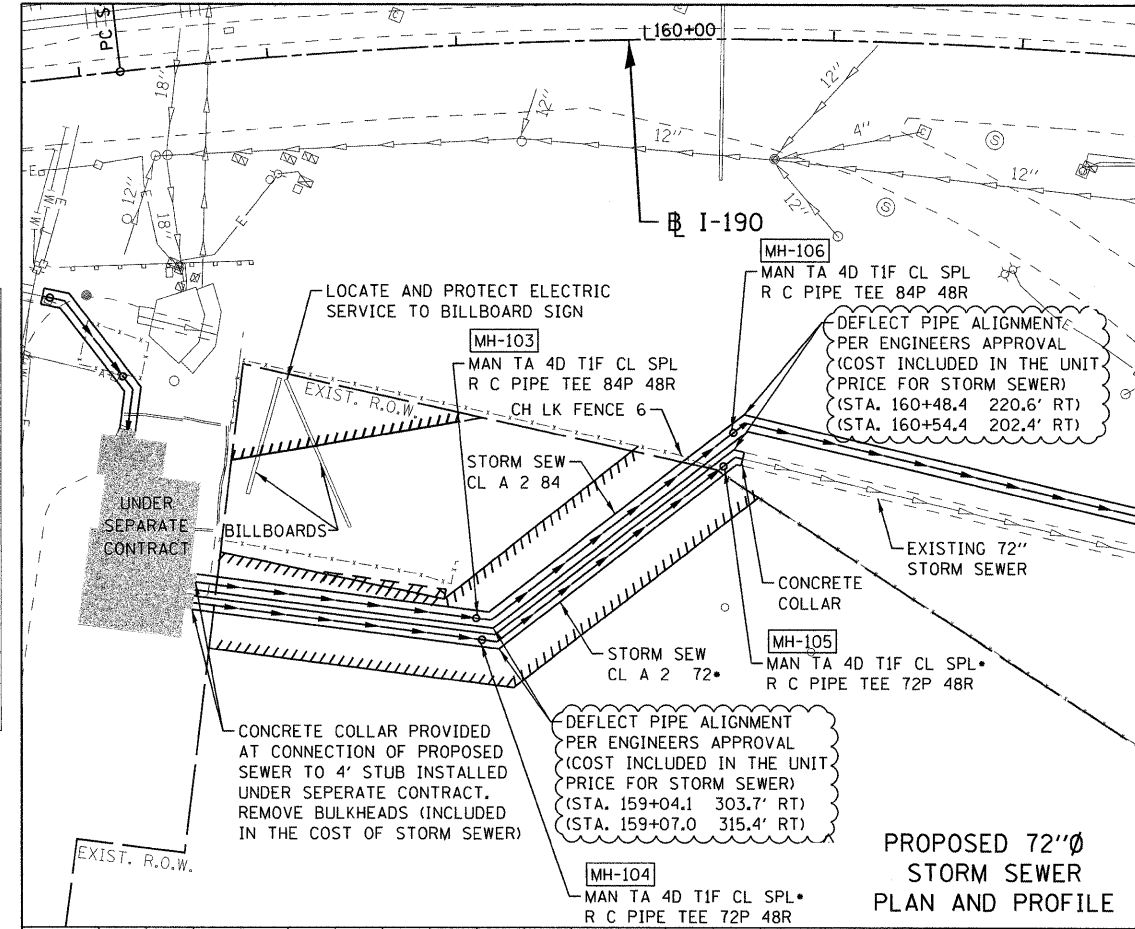 PC S
160+00
18"
12"
12"
12"
4"
12"
12"
12"
18"
℄ I-190
MH-106
MAN TA 4D T1F CL SPL
R C PIPE TEE 84P 48R
LOCATE AND PROTECT ELECTRIC
SERVICE TO BILLBOARD SIGN
MH-103
MAN TA 4D T1F CL SPL
R C PIPE TEE 84P 48R
DEFLECT PIPE ALIGNMENT
PER ENGINEERS APPROVAL
(COST INCLUDED IN THE UNIT
PRICE FOR STORM SEWER)
(STA. 160+48.4 220.6' RT)
(STA. 160+54.4 202.4' RT)
EXIST. R.O.W.
CH LK FENCE 6
STORM SEW
CL A 2 84
UNDER
SEPARATE
CONTRACT
BILLBOARDS
EXISTING 72"
STORM SEWER
CONCRETE
COLLAR
MH-105
MAN TA 4D T1F CL SPL*
R C PIPE TEE 72P 48R
STORM SEW
CL A 2 72*
CONCRETE COLLAR PROVIDED
AT CONNECTION OF PROPOSED
SEWER TO 4' STUB INSTALLED
UNDER SEPERATE CONTRACT.
REMOVE BULKHEADS (INCLUDED
IN THE COST OF STORM SEWER)
DEFLECT PIPE ALIGNMENT
PER ENGINEERS APPROVAL
(COST INCLUDED IN THE UNIT
PRICE FOR STORM SEWER)
(STA. 159+04.1 303.7' RT)
(STA. 159+07.0 315.4' RT)
EXIST. R.O.W.
MH-104
MAN TA 4D T1F CL SPL*
R C PIPE TEE 72P 48R
PROPOSED 72"Ø
STORM SEWER
PLAN AND PROFILE